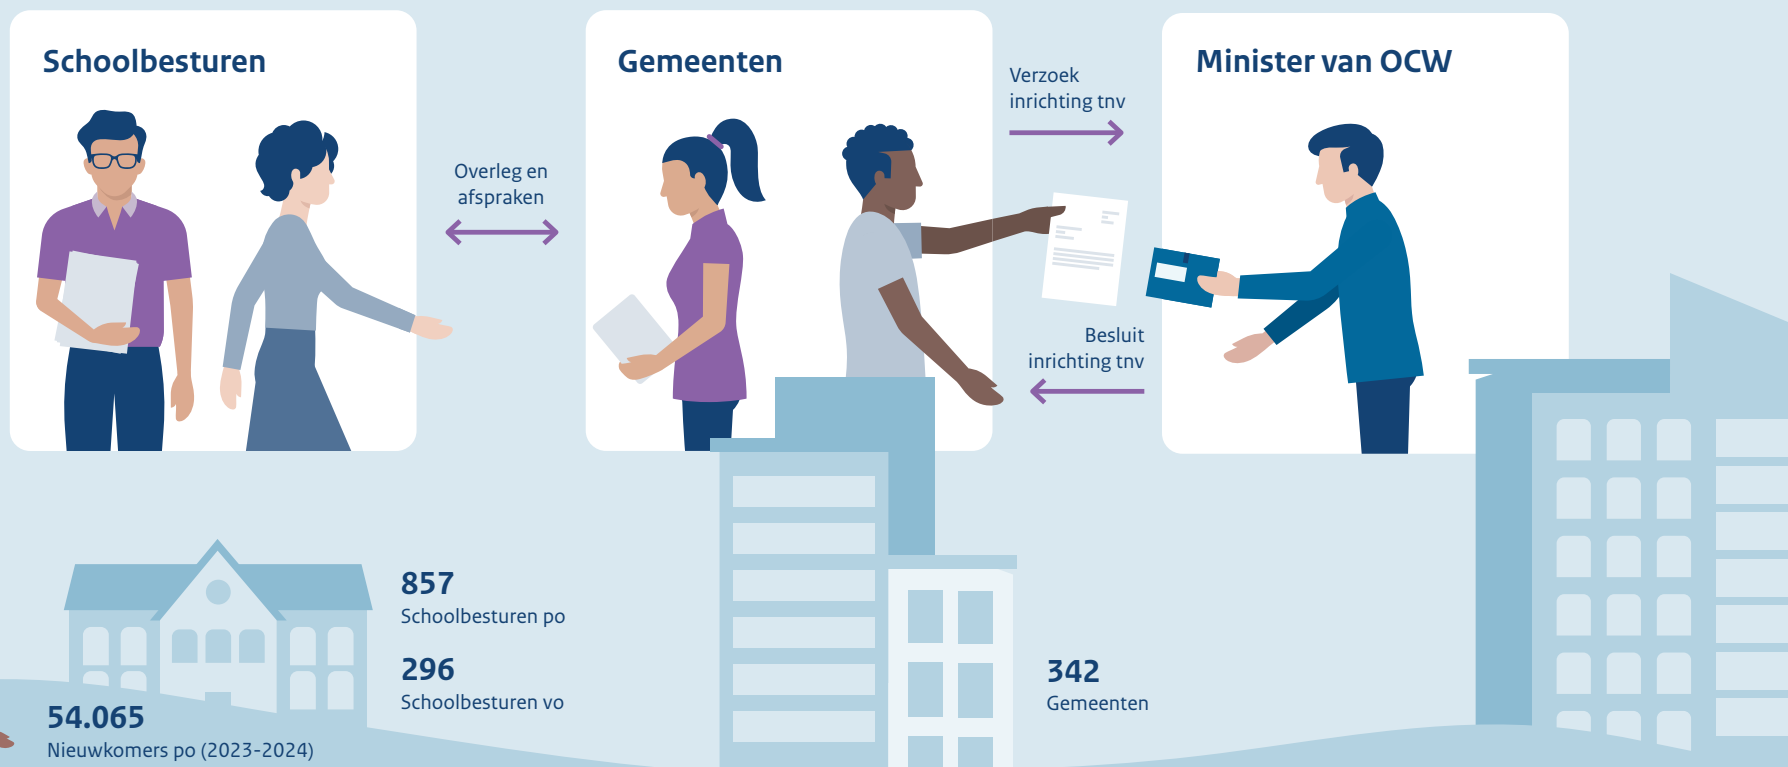 Schoolbesturen
Overleg en
afspraken
Gemeenten
Verzoek
inrichting tnv
Besluit
inrichting tnv
Minister van OCW
857
Schoolbesturen po
296
Schoolbesturen vo
54.065
Nieuwkomers po (2023-2024)
342
Gemeenten